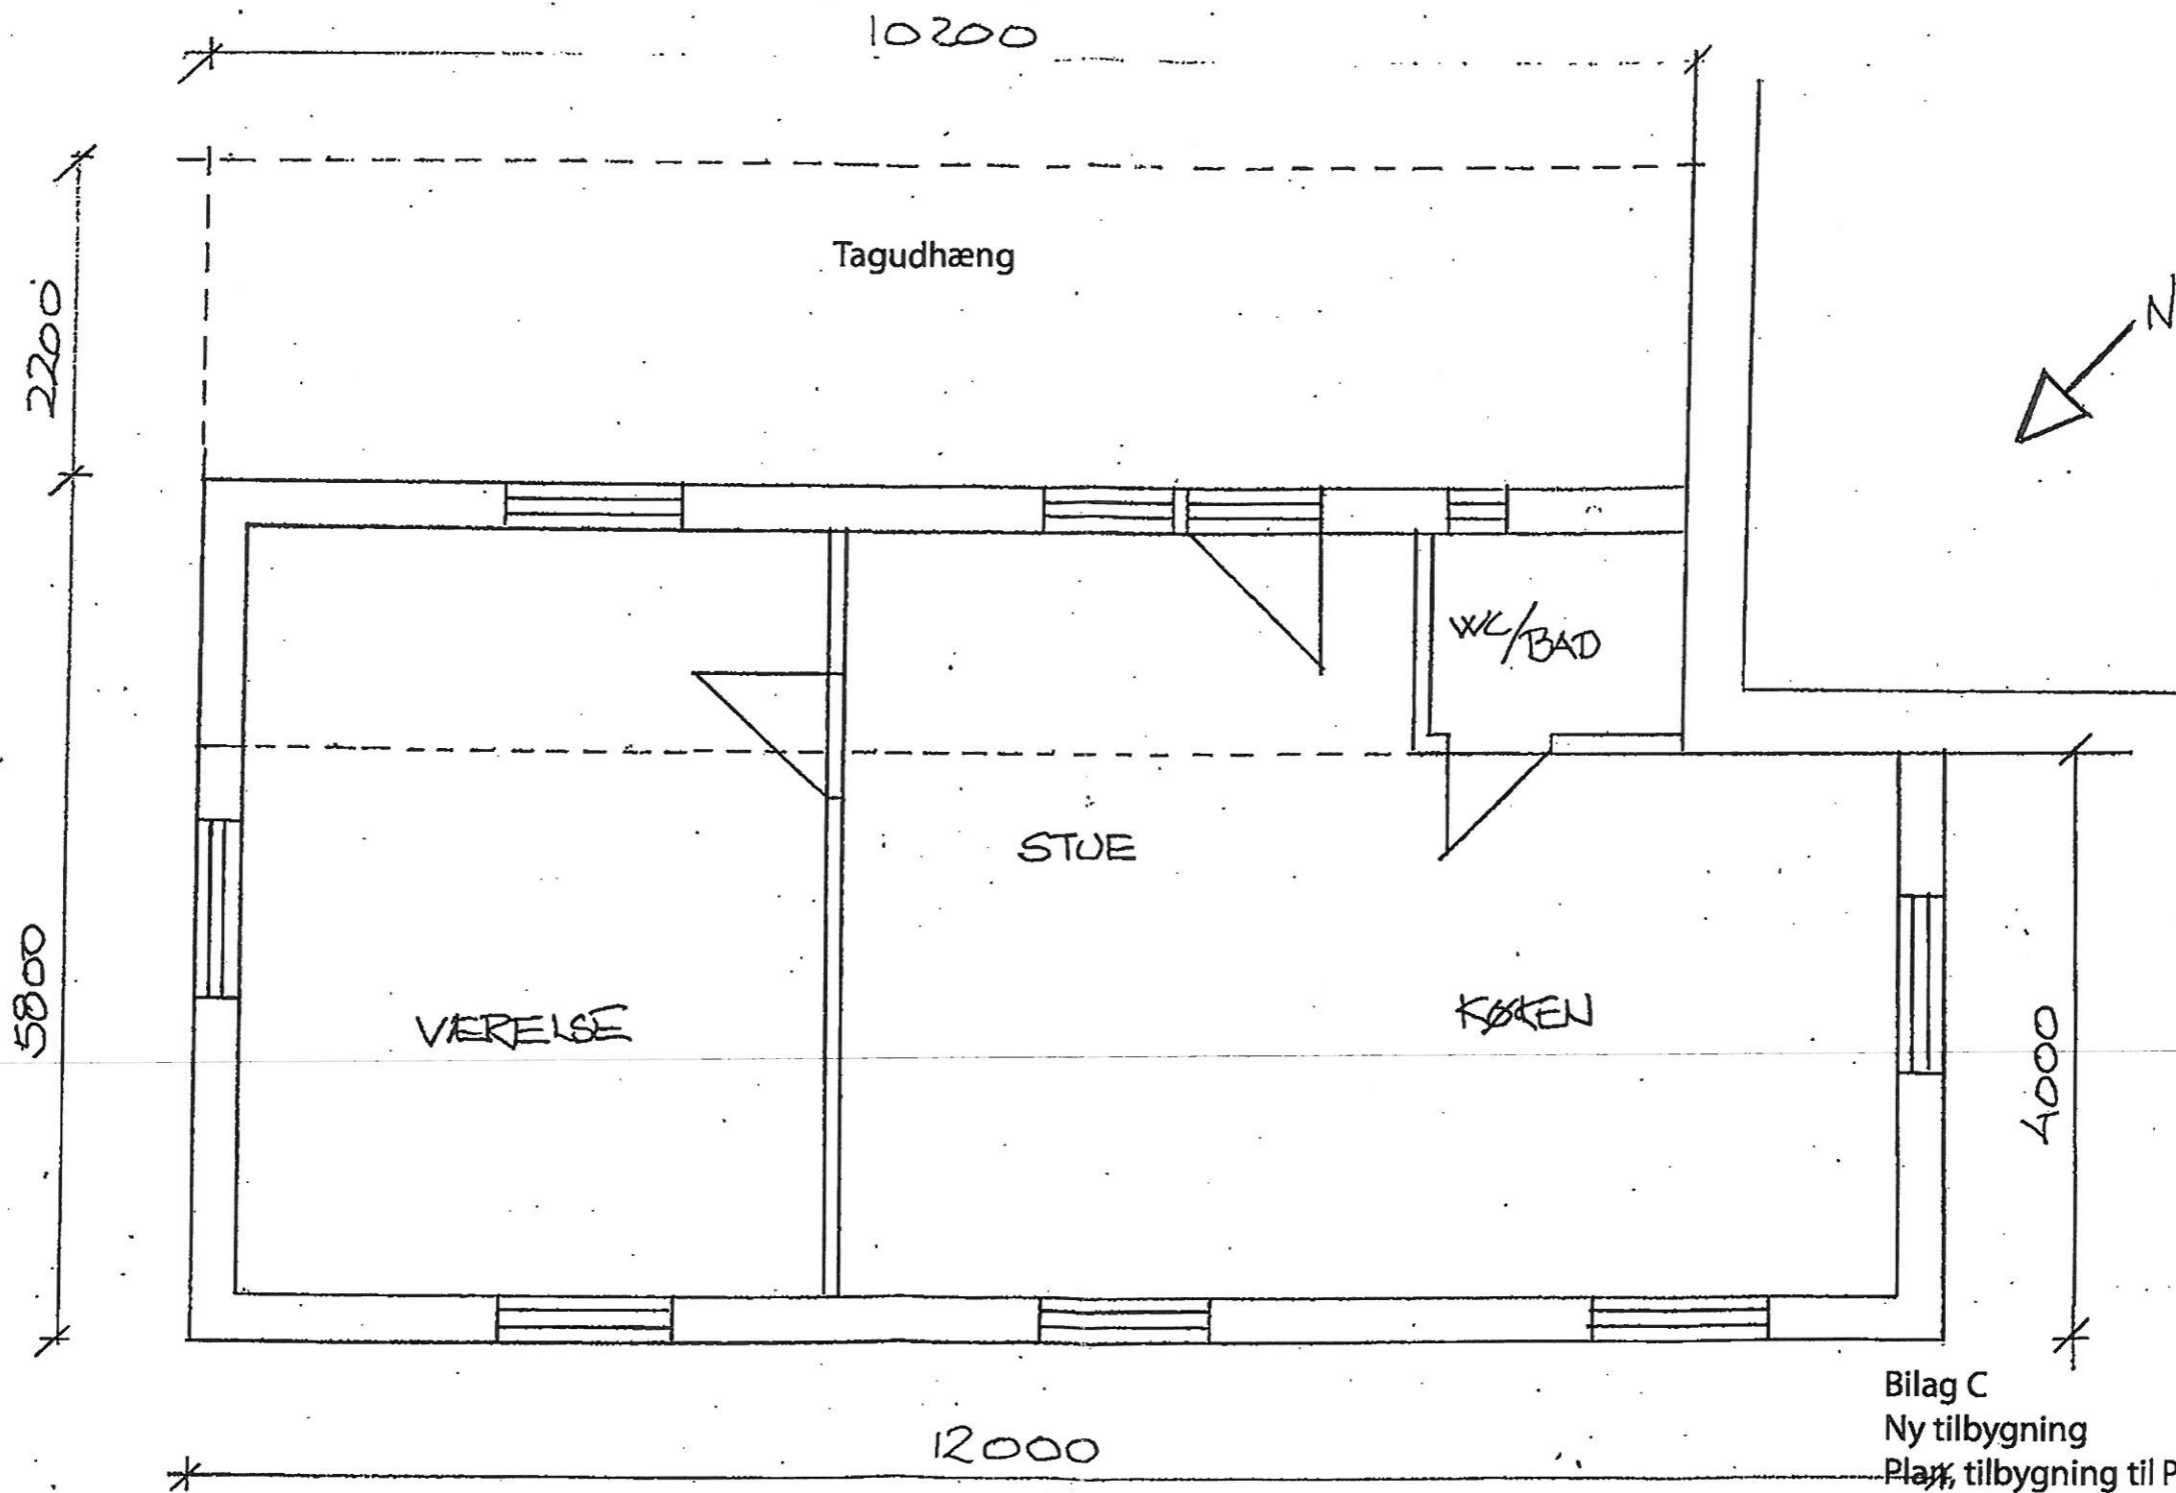 10200
Tagudhæng
2200
N
WC/BAD
STUE
VÆRELSE
KØKEN
5800
4000
12000
Bilag C
Ny tilbygning
Plan, tilbygning til P